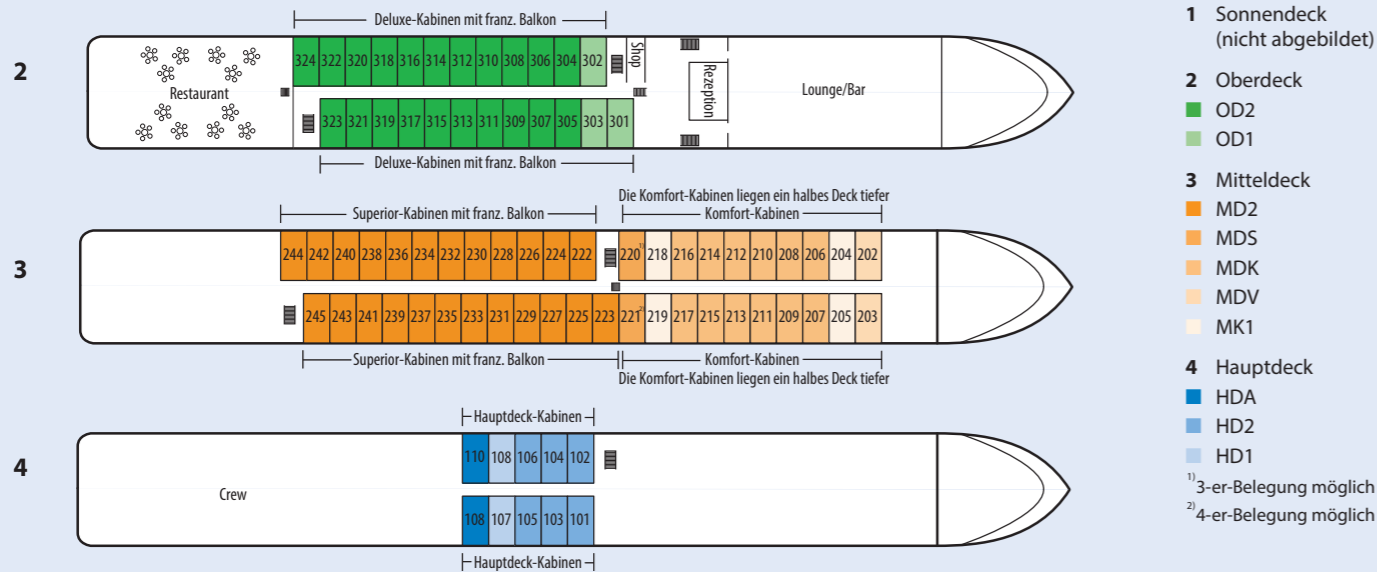 Deluxe-Kabinen mit franz. Balkon
2
324 322 320 318 316 314 312 310 308 306 304 302
Shop
Restaurant
Rezeption
Lounge/Bar
323 321 319 317 315 313 311 309 307 305 303 301
Deluxe-Kabinen mit franz. Balkon
Die Komfort-Kabinen liegen ein halbes Deck tiefer
Superior-Kabinen mit franz. Balkon
Komfort-Kabinen
3
244 242 240 238 236 234 232 230 228 226 224 222
220 1) 218 216 214 212 210 208 206 204 202
245 243 241 239 237 235 233 231 229 227 225 223
221 2) 219 217 215 213 211 209 207 205 203
Superior-Kabinen mit franz. Balkon
Komfort-Kabinen
Die Komfort-Kabinen liegen ein halbes Deck tiefer
Hauptdeck-Kabinen
4
110 108 106 104 102
Crew
108 107 105 103 101
Hauptdeck-Kabinen
1 Sonnendeck
(nicht abgebildet)
2 Oberdeck
OD2
OD1
3 Mitteldeck
MD2
MDS
MDK
MDV
MK1
4 Hauptdeck
HDA
HD2
HD1
1) 3-er-Belegung möglich
2) 4-er-Belegung möglich